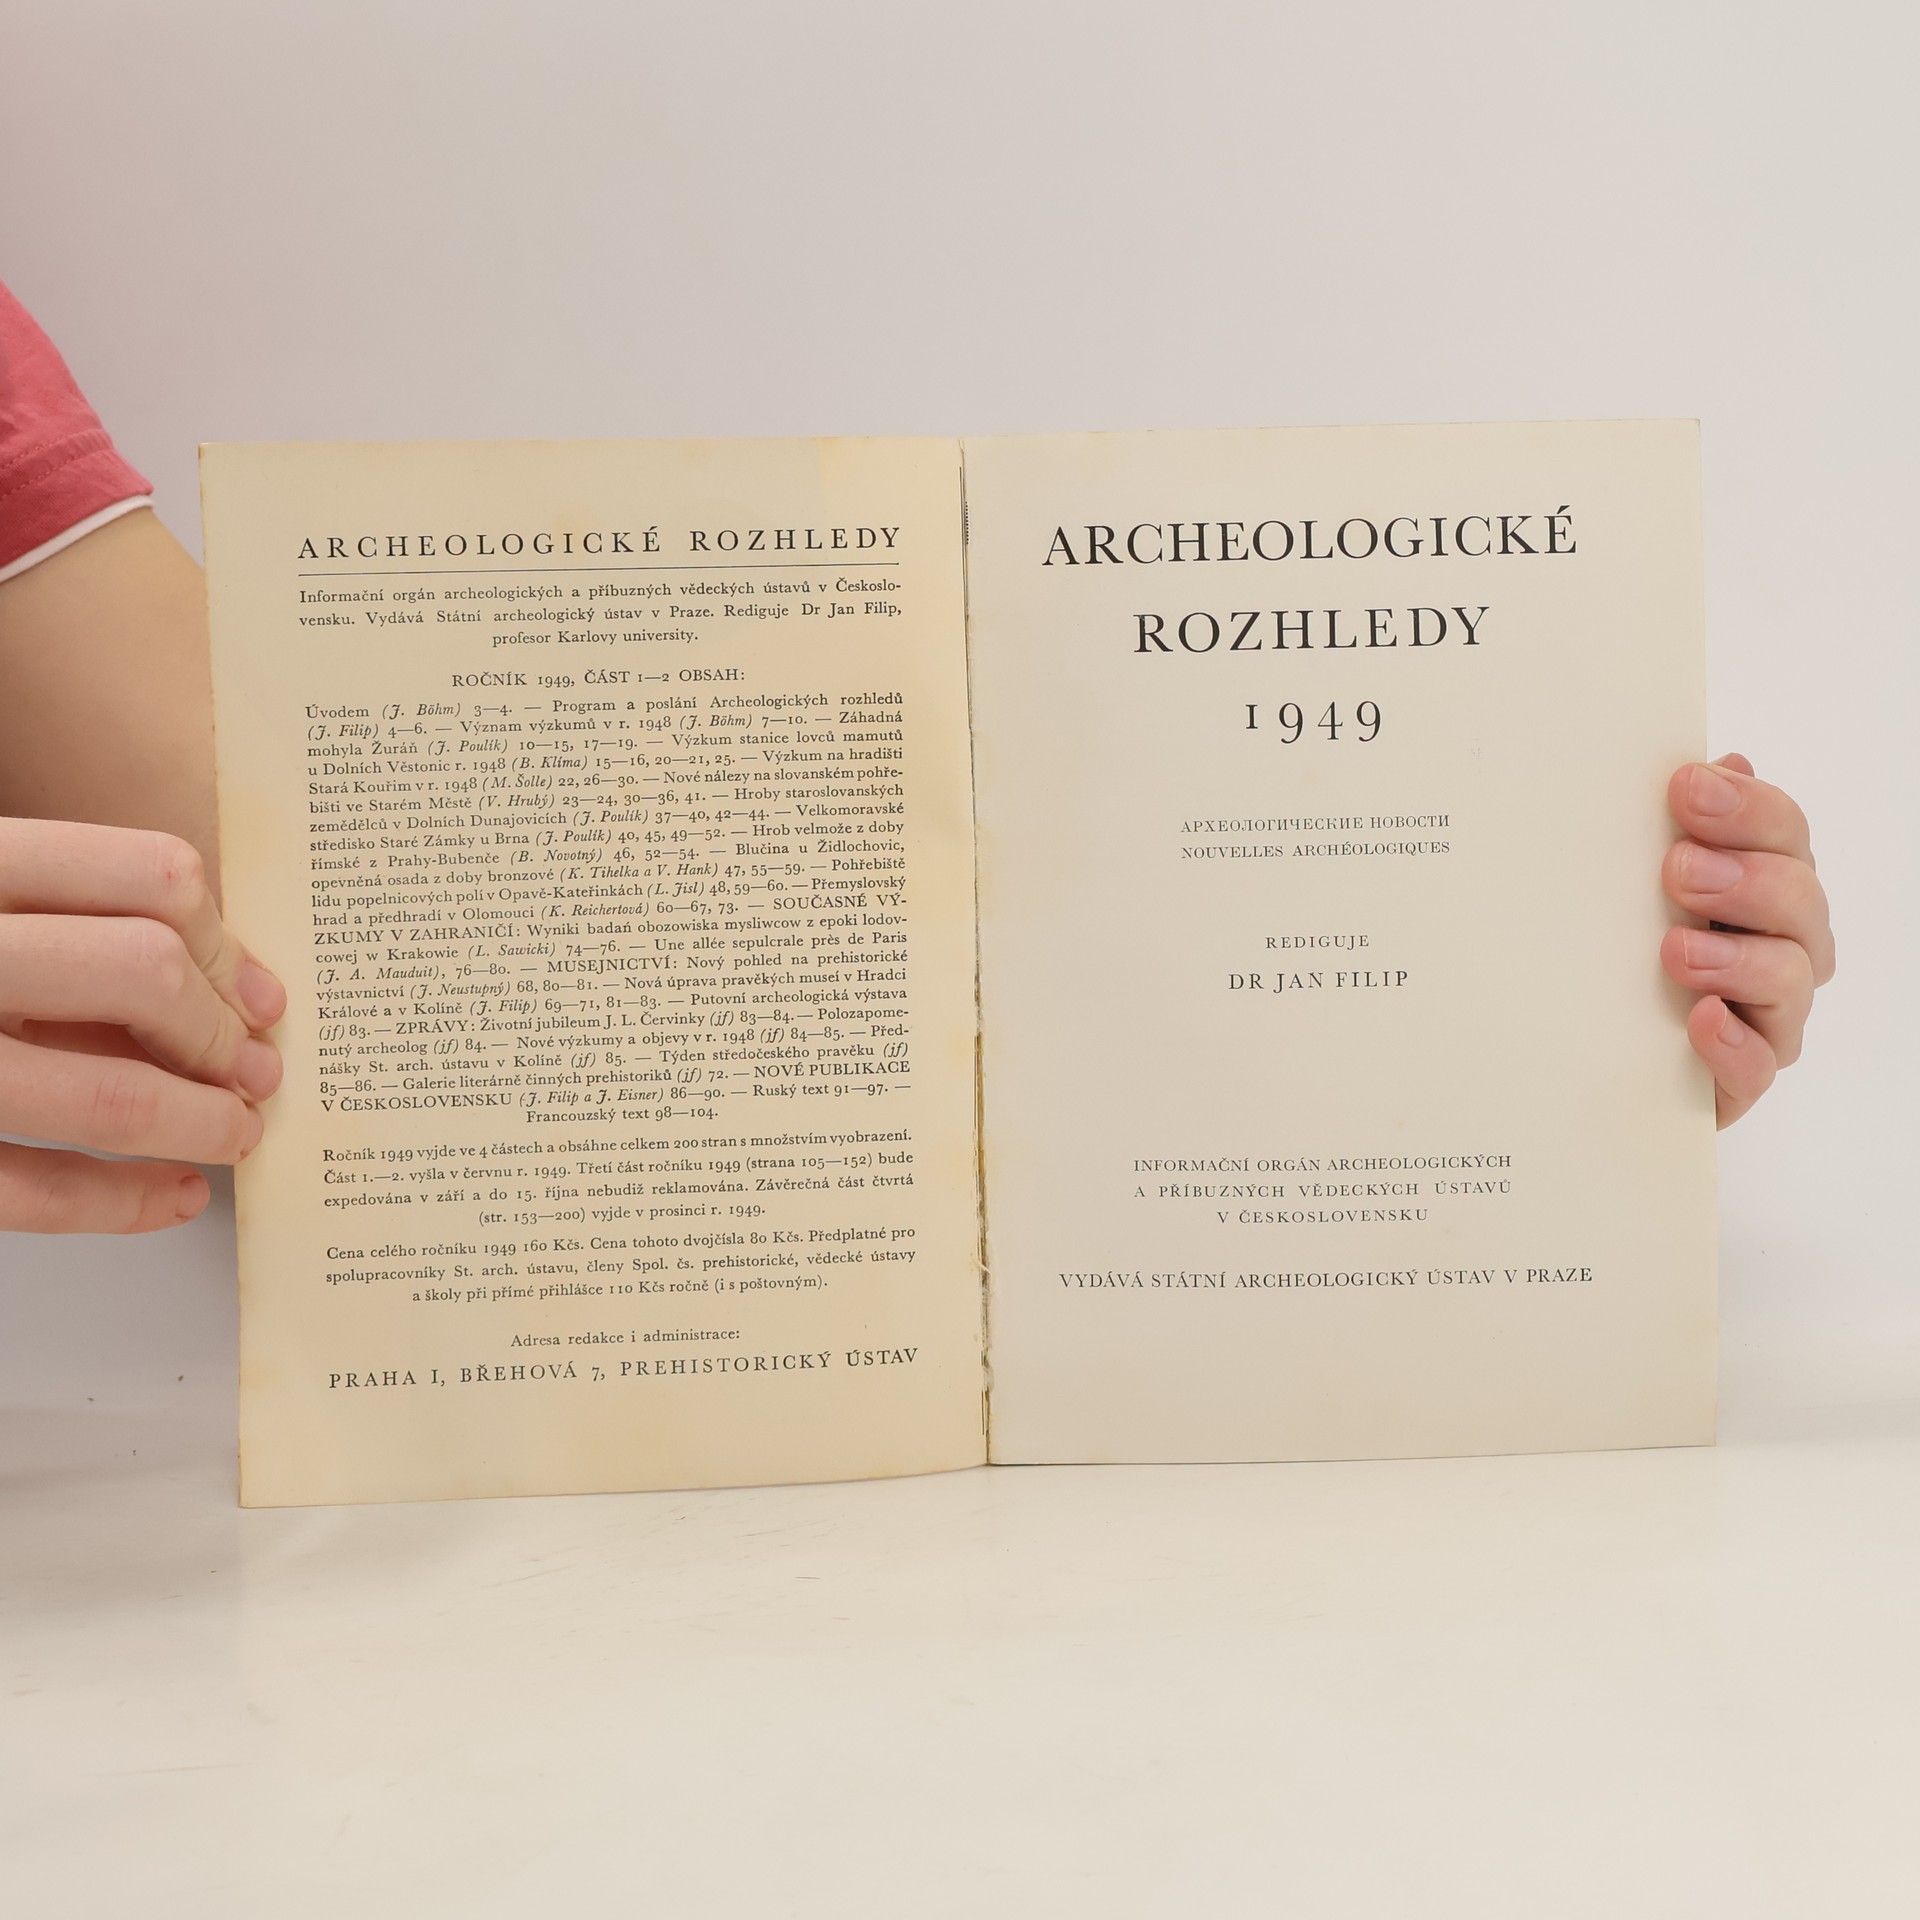 ARCHEOLOGICKÉ ROZHLEDY
Informační orgán archeologických a příbuzných vědeckých ústavů v Českoslo-
vensku. Vydává Státní archeologický ústav v Praze. Rediguje Dr Jan Filip,
profesor Karlovy university.
ROČNÍK 1949, ČÁST 1—2 OBSAH:
Úvodem (J. Böhm) 3—4. — Program a poslání Archeologických rozhledů
(J. Filip) 4—6. — Význam výzkumů v r. 1948 (J. Böhm) 7—10. — Záhadná
mohyla Žuráň (J. Poulík) 10—15, 17—19. — Výzkum stanice lovců mamutů
u Dolních Věstonic r. 1948 (B. Klíma) 15—16, 20—21, 25. — Výzkum na hradišti
Stará Kouřim v r. 1948 (M. Šolle) 22, 26—30. — Nové nálezy na slovanském pohře-
bišti ve Starém Městě (V. Hrubý) 23—24, 30—36, 41. — Hroby staroslovanských
zemědělců v Dolních Dunajovicích (J. Poulík) 37—40, 42—44. — Velkomoravské
středisko Staré Zámky u Brna (J. Poulík) 40, 45, 49—52. — Hrob velmože z doby
římské z Prahy-Bubenče (B. Novotný) 46, 52—54. — Blučina u Židlochovic,
opevněná osada z doby bronzové (K. Tihelka a V. Hank) 47, 55—59. — Pohřebiště
lidu popelnicových polí v Opavě-Kateřinkách (L. Jisl) 48, 59—60. — Přemyslovský
hrad a předhradí v Olomouci (K. Reichertová) 60—67, 73. — SOUČASNÉ VÝ-
ZKUMY V ZAHRANIČÍ: Wyniki badań obozowiska mysliwcow z epoki lodov-
cowej w Krakowie (L. Sawicki) 74—76. — Une allée sepulcrale près de Paris
(J. A. Mauduit), 76—80. — MUSEJNICTVÍ: Nový pohled na prehistorické
výstavnictví (J. Neustupný) 68, 80—81. — Nová úprava pravěkých museí v Hradci
Králové a v Kolíně (J. Filip) 69—71, 81—83. — Putovní archeologická výstava
(jf) 83. — ZPRÁVY: Životní jubileum J. L. Červinky (jf) 83—84. — Polozapome-
nutý archeolog (jf) 84. — Nové výzkumy a objevy v r. 1948 (jf) 84—85. — Před-
nášky St. arch. ústavu v Kolíně (jf) 85. — Týden středočeského pravěku (jf)
85—86. — Galerie literárně činných prehistoriků (jf) 72. — NOVÉ PUBLIKACE
V ČESKOSLOVENSKU (J. Filip a J. Eisner) 86—90. — Ruský text 91—97. —
Francouzský text 98—104.
Ročník 1949 vyjde ve 4 částech a obsáhne celkem 200 stran s množstvím vyobrazení.
Část 1.—2. vyšla v červnu r. 1949. Třetí část ročníku 1949 (strana 105—152) bude
expedována v září a do 15. října nebudiž reklamována. Závěrečná část čtvrtá
(str. 153—200) vyjde v prosinci r. 1949.
Cena celého ročníku 1949 160 Kčs. Cena tohoto dvojčísla 80 Kčs. Předplatné pro
spolupracovníky St. arch. ústavu, členy Spol. čs. prehistorické, vědecké ústavy
a školy při přímé přihlášce 110 Kčs ročně (i s poštovným).
Adresa redakce i administrace:
PRAHA I, BŘEHOVÁ 7, PREHISTORICKÝ ÚSTAV
ARCHEOLOGICKÉ
ROZHLEDY
1949
АРХЕОЛОГИЧЕСКИЕ НОВОСТИ
NOUVELLES ARCHÉOLOGIQUES
REDIGUJE
DR JAN FILIP
INFORMAČNÍ ORGÁN ARCHEOLOGICKÝCH
A PŘÍBUZNÝCH VĚDECKÝCH ÚSTAVŮ
V ČESKOSLOVENSKU
VYDÁVÁ STÁTNÍ ARCHEOLOGICKÝ ÚSTAV V PRAZE